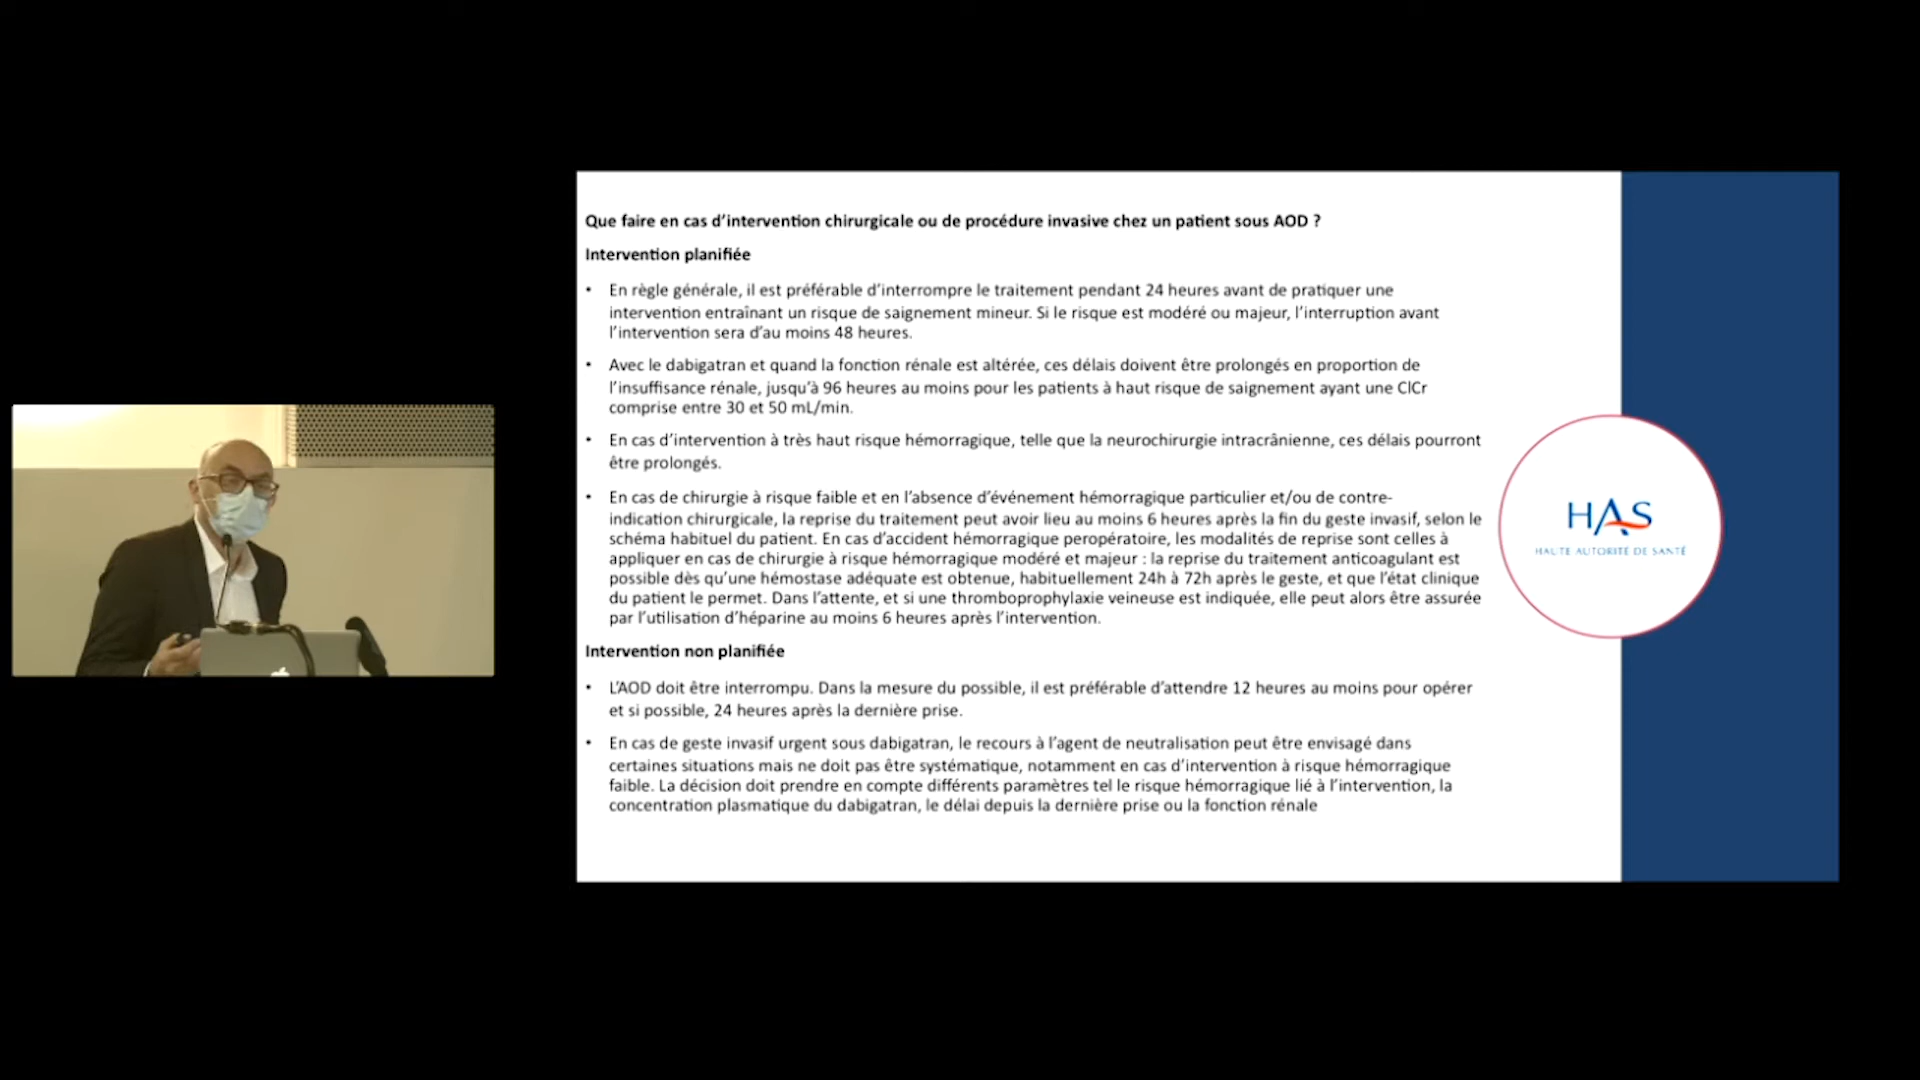 Que faire en cas d’intervention chirurgicale ou de procédure invasive chez un patient sous AOD ?
Intervention planifiée
• En règle générale, il est préférable d’interrompre le traitement pendant 24 heures avant de pratiquer une
intervention entraînant un risque de saignement mineur. Si le risque est modéré ou majeur, l’interruption avant
l’intervention sera d’au moins 48 heures.
• Avec le dabigatran et quand la fonction rénale est altérée, ces délais doivent être prolongés en proportion de
l’insuffisance rénale, jusqu’à 96 heures au moins pour les patients à haut risque de saignement ayant une ClCr
comprise entre 30 et 50 mL/min.
• En cas d’intervention à très haut risque hémorragique, telle que la neurochirurgie intracrânienne, ces délais pourront
être prolongés.
• En cas de chirurgie à risque faible et en l’absence d’événement hémorragique particulier et/ou de contre-
indication chirurgicale, la reprise du traitement peut avoir lieu au moins 6 heures après la fin du geste invasif, selon le
schéma habituel du patient. En cas d’accident hémorragique peropératoire, les modalités de reprise sont celles à
appliquer en cas de chirurgie à risque hémorragique modéré et majeur : la reprise du traitement anticoagulant est
possible dès qu’une hémostase adéquate est obtenue, habituellement 24h à 72h après le geste, et que l’état clinique
du patient le permet. Dans l’attente, et si une thromboprophylaxie veineuse est indiquée, elle peut alors être assurée
par l’utilisation d’héparine au moins 6 heures après l’intervention.
Intervention non planifiée
• L’AOD doit être interrompu. Dans la mesure du possible, il est préférable d’attendre 12 heures au moins pour opérer
et si possible, 24 heures après la dernière prise.
• En cas de geste invasif urgent sous dabigatran, le recours à l’agent de neutralisation peut être envisagé dans
certaines situations mais ne doit pas être systématique, notamment en cas d’intervention à risque hémorragique
faible. La décision doit prendre en compte différents paramètres tel le risque hémorragique lié à l’intervention, la
concentration plasmatique du dabigatran, le délai depuis la dernière prise ou la fonction rénale
HAS
HAUTE AUTORITÉ DE SANTÉ